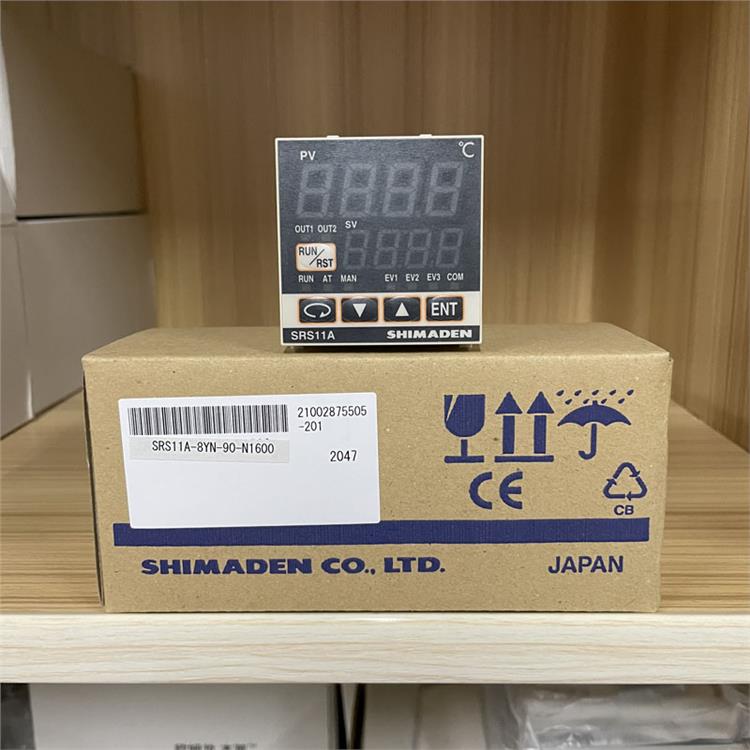 PV
℃
OUT1 OUT2 SV
RUN/RST
RUN AT MAN EV1 EV2 EV3 COM
ENT
SRS11A SHIMADEN
21002875505
-201
SRS11A-8YN-90-N1600
2047
CE
CB
SHIMADEN CO., LTD. JAPAN